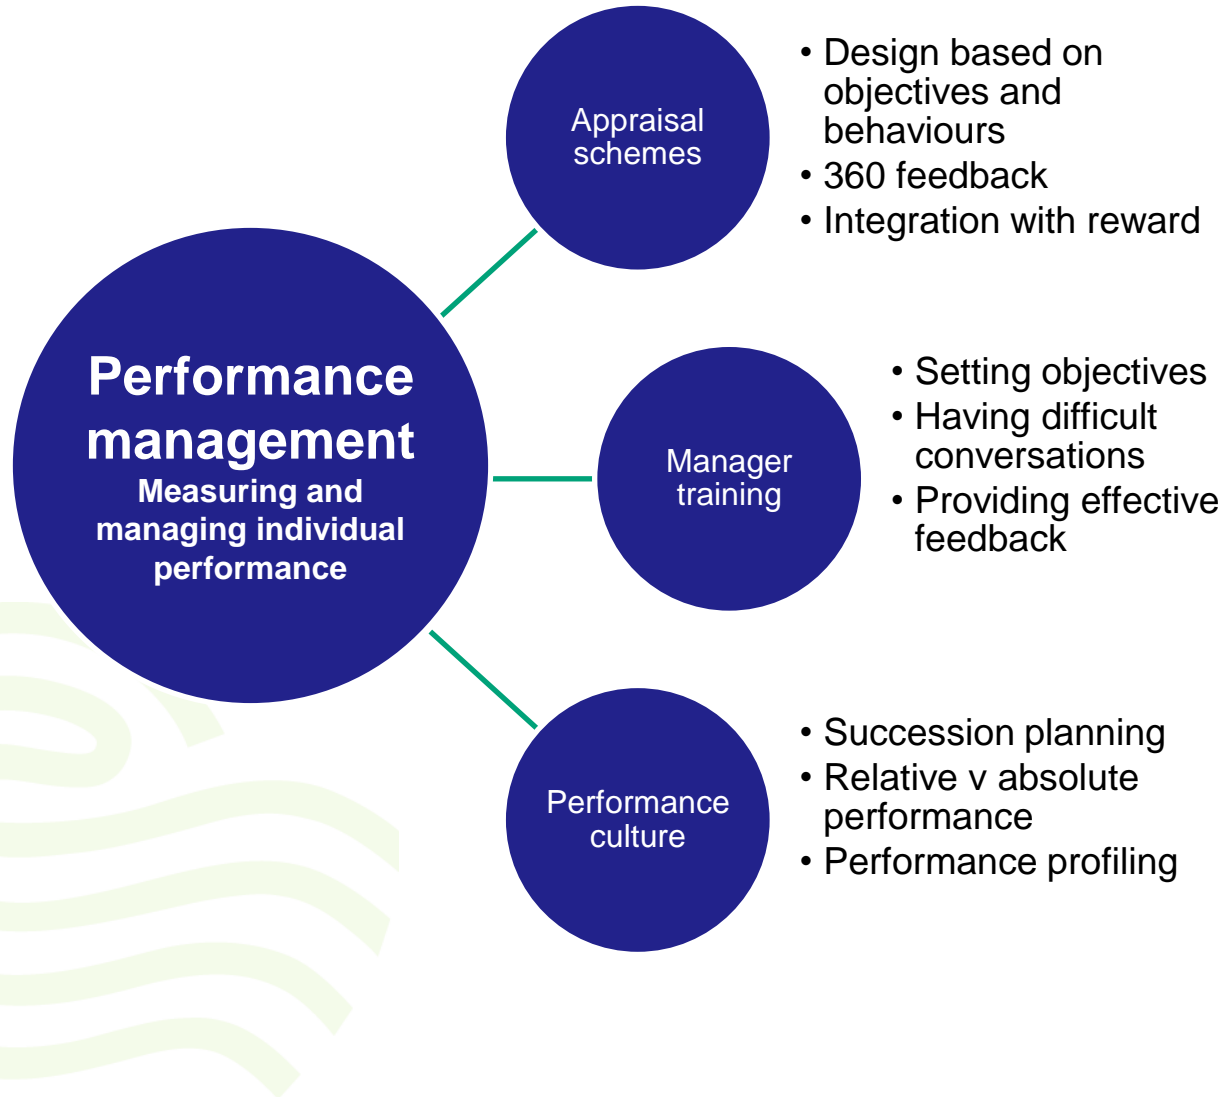 Performance
management
Measuring and
managing individual
performance
Appraisal
schemes
• Design based on
objectives and
behaviours
• 360 feedback
• Integration with reward
Manager
training
• Setting objectives
• Having difficult
conversations
• Providing effective
feedback
Performance
culture
• Succession planning
• Relative v absolute
performance
• Performance profiling